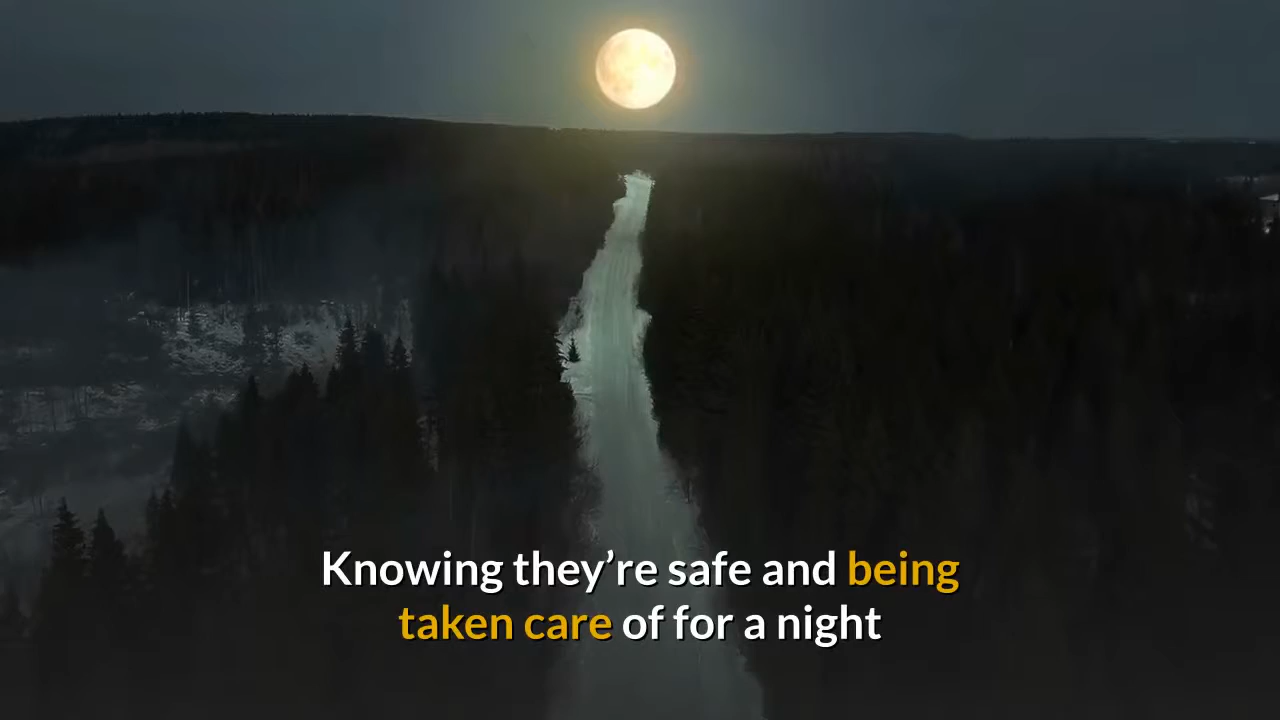 Knowing they’re safe and being
taken care of for a night